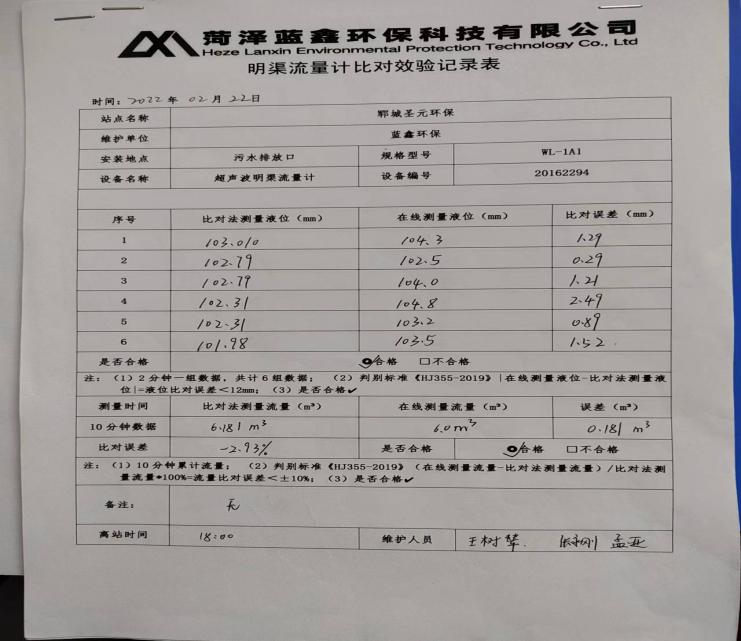 菏泽蓝鑫环保科技有限公司
Heze Lanxin Environmental Protection Technology Co., Ltd
明渠流量计比对效验记录表
时间：2022年 02月 22日
站点名称 郓城圣元环保
维护单位 蓝鑫环保
安装地点 污水排放口 规格型号 WL-1A1
设备名称 超声波明渠流量计 设备编号 20162294
序号 比对法测量液位（mm） 在线测量液位（mm） 比对误差（mm）
1 103.010 104.3 1.29
2 102.79 102.5 0.29
3 102.79 104.0 1.21
4 102.31 104.8 2.49
5 102.31 103.2 0.89
6 101.98 103.5 1.52
是否合格 合格 □不合格
注：（1）2分钟一组数据，共计6组数据；（2）判别标准《HJ355-2019》|在线测量液位-比对法测量液
位|=液位比对误差＜12mm；（3）是否合格✔
测量时间 比对法测量流量（m³） 在线测量流量（m³） 误差（m³）
10分钟数据 6.181 m³ 6.0 m³ 0.181 m³
比对误差 -2.93% 是否合格 合格 □不合格
注：（1）10分钟累计流量；（2）判别标准《HJ355-2019》（在线测量流量-比对法测量流量）/比对法测
量流量*100%=流量比对误差＜±10%；（3）是否合格✔
备注： 无
离站时间 18:00 维护人员 王树华 孟亚